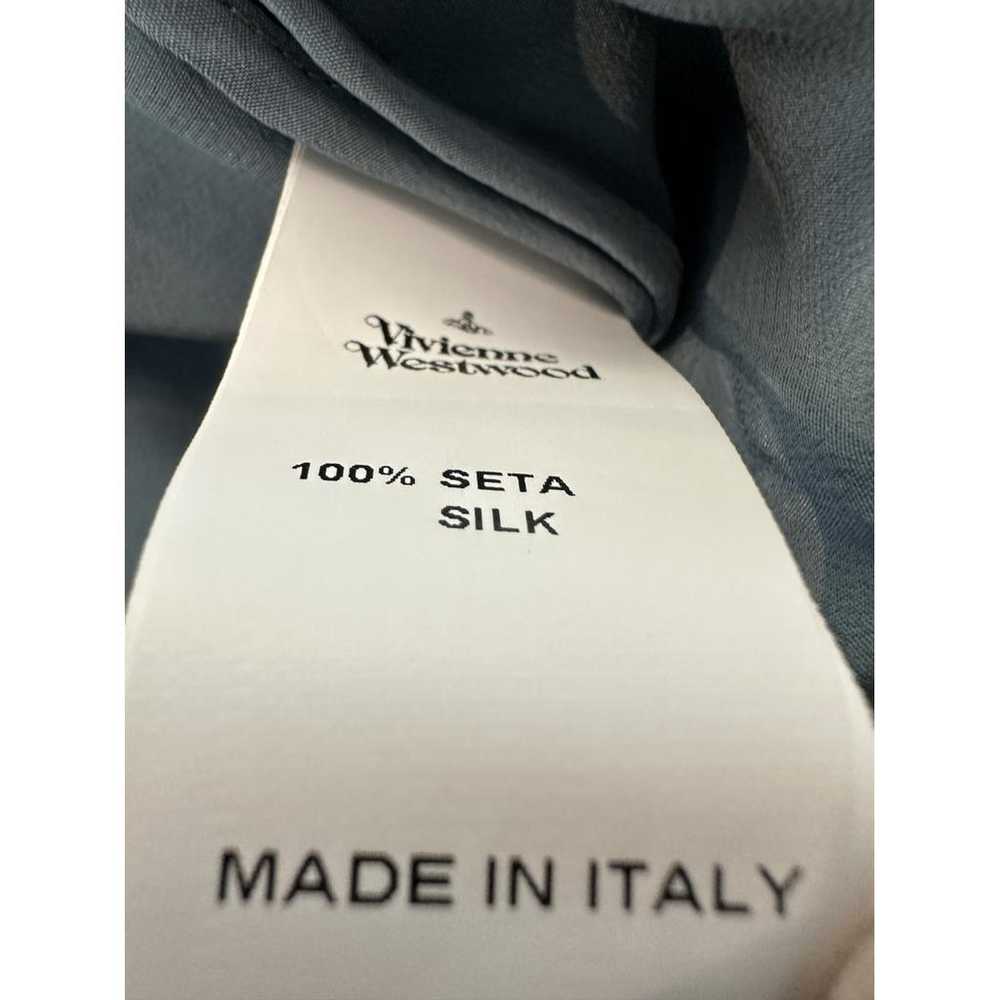 Vivienne
Westwood
100% SETA
SILK
MADE IN ITALY